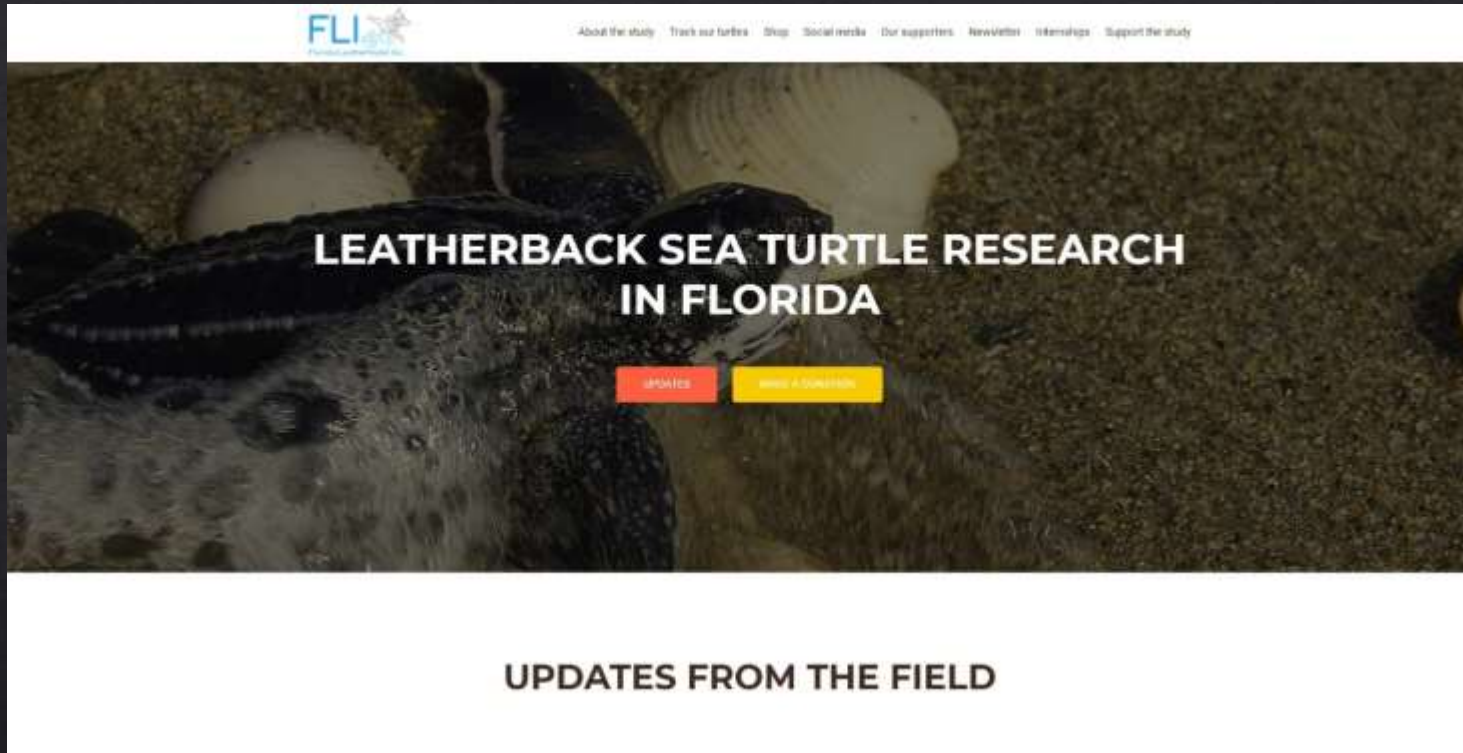 FLI
About the study Track our turtles Shop Social media Our supporters Newsletter Internships Support the study
LEATHERBACK SEA TURTLE RESEARCH
IN FLORIDA
UPDATES
MAKE A DONATION
UPDATES FROM THE FIELD